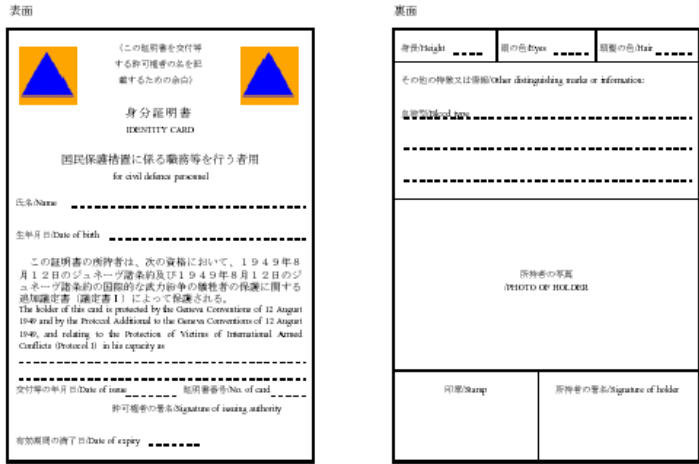 表面
(この証明書を交付等
する許可権者の名を記
載するための余白)
身分証明書
IDENTITY CARD
国民保護措置に係る職務等を行う者用
for civil defence personnel
氏名/Name
生年月日/Date of birth
この証明書の所持者は、次の資格において、1949年8
月12日のジュネーヴ諸条約及び1949年8月12日のジ
ュネーヴ諸条約の国際的な武力紛争の犠牲者の保護に関する
追加議定書(議定書Ⅰ)によって保護される。
The holder of this card is protected by the Geneva Conventions of 12 August
1949 and by the Protocol Additional to the Geneva Conventions of 12 August
1949, and relating to the Protection of Victims of International Armed
Conflicts (Protocol I) in his capacity as
交付等の年月日/Date of issue 証明書番号/No. of card
許可権者の署名/Signature of issuing authority
有効期間の満了日/Date of expiry
裏面
身長/Height 眼の色/Eyes 頭髪の色/Hair
その他の特徴又は情報/Other distinguishing marks or information:
血液型/Blood type
所持者の写真
/PHOTO OF HOLDER
印章/Stamp 所持者の署名/Signature of holder